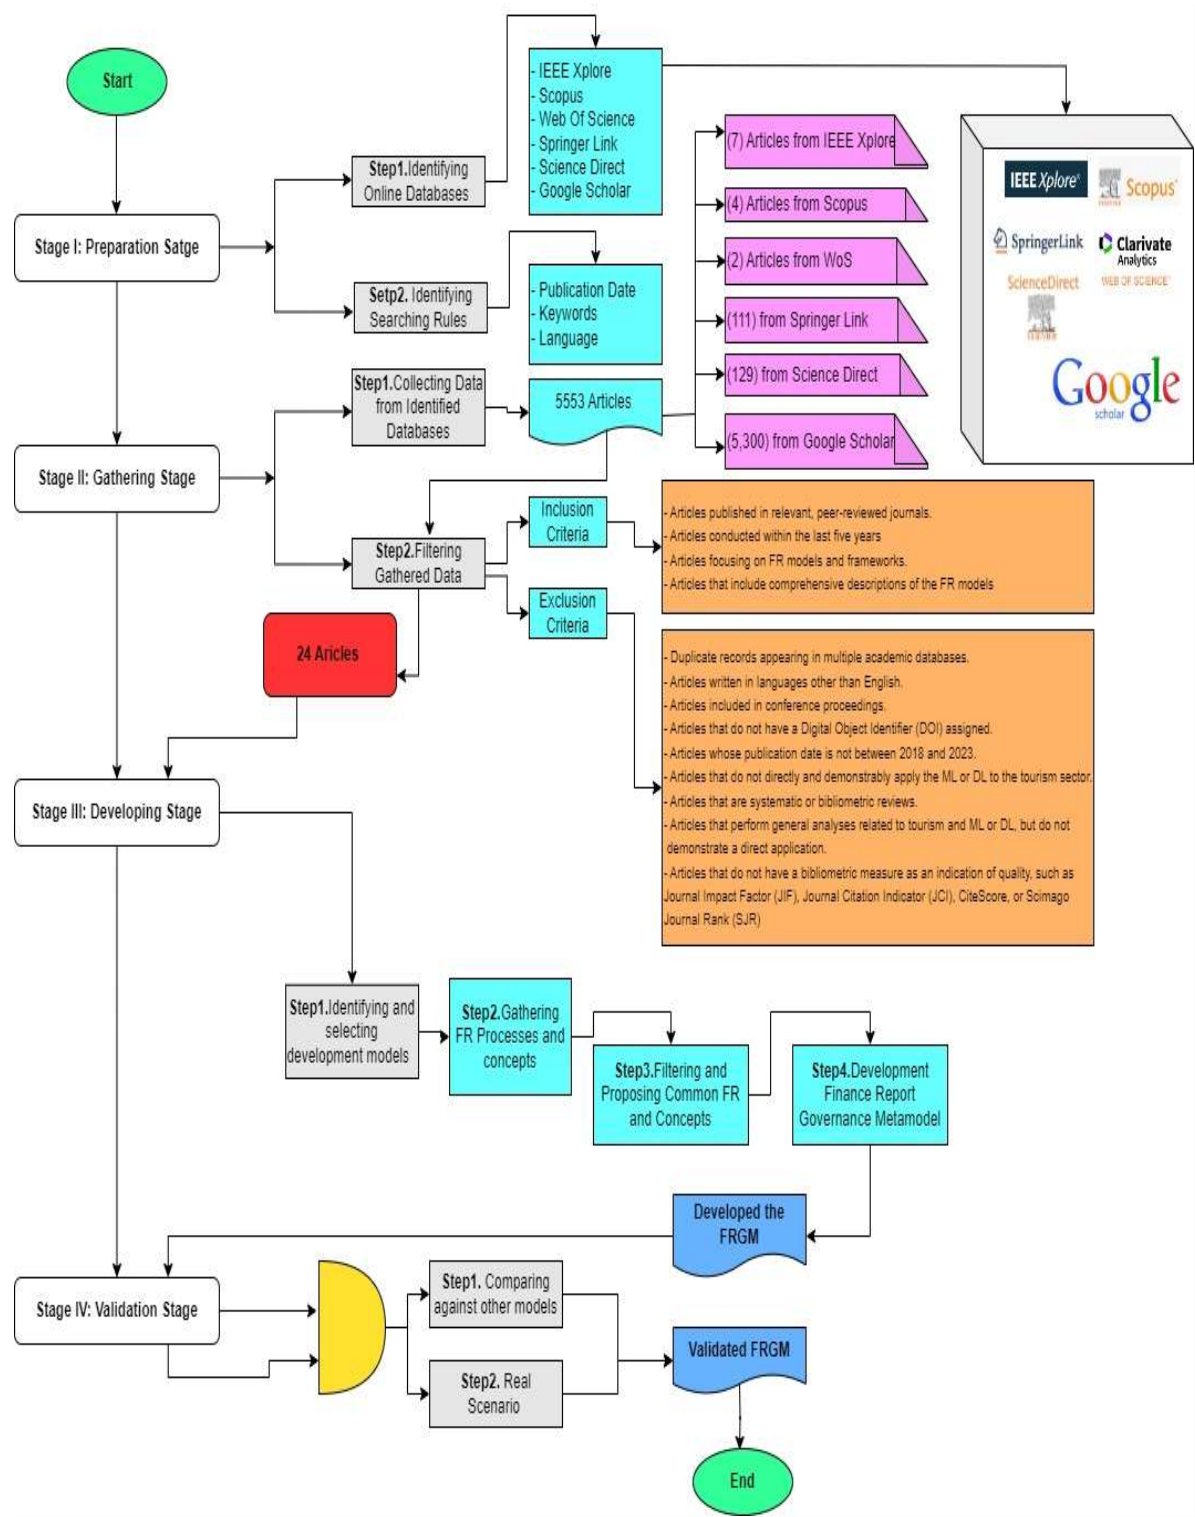 Start
- IEEE Xplore
- Scopus
- Web Of Science
- Springer Link
- Science Direct
- Google Scholar
IEEE Xplore®
ELSEVIER
Scopus®
SpringerLink
Clarivate
Analytics
ScienceDirect
WEB OF SCIENCE™
ELSEVIER
Google
scholar
Step1.Identifying
Online Databases
Stage I: Preparation Satge
Setp2. Identifying
Searching Rules
- Publication Date
- Keywords
- Language
(7) Articles from IEEE Xplore
(4) Articles from Scopus
(2) Articles from WoS
(111) from Springer Link
(129) from Science Direct
(5,300) from Google Scholar
Step1.Collecting Data
from Identified
Databases
5553 Articles
Stage II: Gathering Stage
Step2.Filtering
Gathered Data
Inclusion
Criteria
- Articles published in relevant, peer-reviewed journals.
- Articles conducted within the last five years
- Articles focusing on FR models and frameworks.
- Articles that include comprehensive descriptions of the FR models
Exclusion
Criteria
- Duplicate records appearing in multiple academic databases.
- Articles written in languages other than English.
- Articles included in conference proceedings.
- Articles that do not have a Digital Object Identifier (DOI) assigned.
- Articles whose publication date is not between 2018 and 2023.
- Articles that do not directly and demonstrably apply the ML or DL to the tourism sector.
- Articles that are systematic or bibliometric reviews.
- Articles that perform general analyses related to tourism and ML or DL, but do not
demonstrate a direct application.
- Articles that do not have a bibliometric measure as an indication of quality, such as
Journal Impact Factor (JIF), Journal Citation Indicator (JCI), CiteScore, or Scimago
Journal Rank (SJR)
24 Aricles
Stage III: Developing Stage
Step1.Identifying and
selecting
development models
Step2.Gathering
FR Processes and
concepts
Step3.Filtering and
Proposing Common FR
and Concepts
Step4.Development
Finance Report
Governance Metamodel
Developed the
FRGM
Stage IV: Validation Stage
Step1. Comparing
against other models
Step2. Real
Scenario
Validated FRGM
End